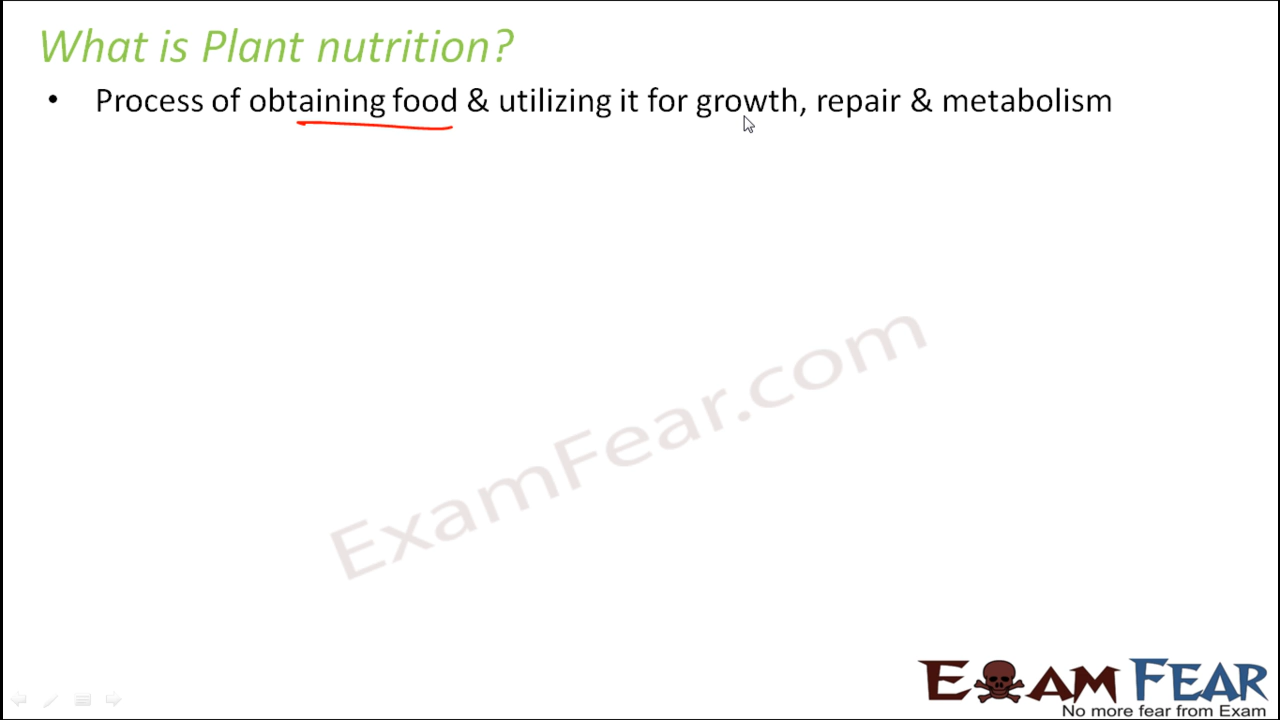 What is Plant nutrition?
• Process of obtaining food & utilizing it for growth, repair & metabolism
ExamFear.com
EXAM FEAR
No more fear from Exam